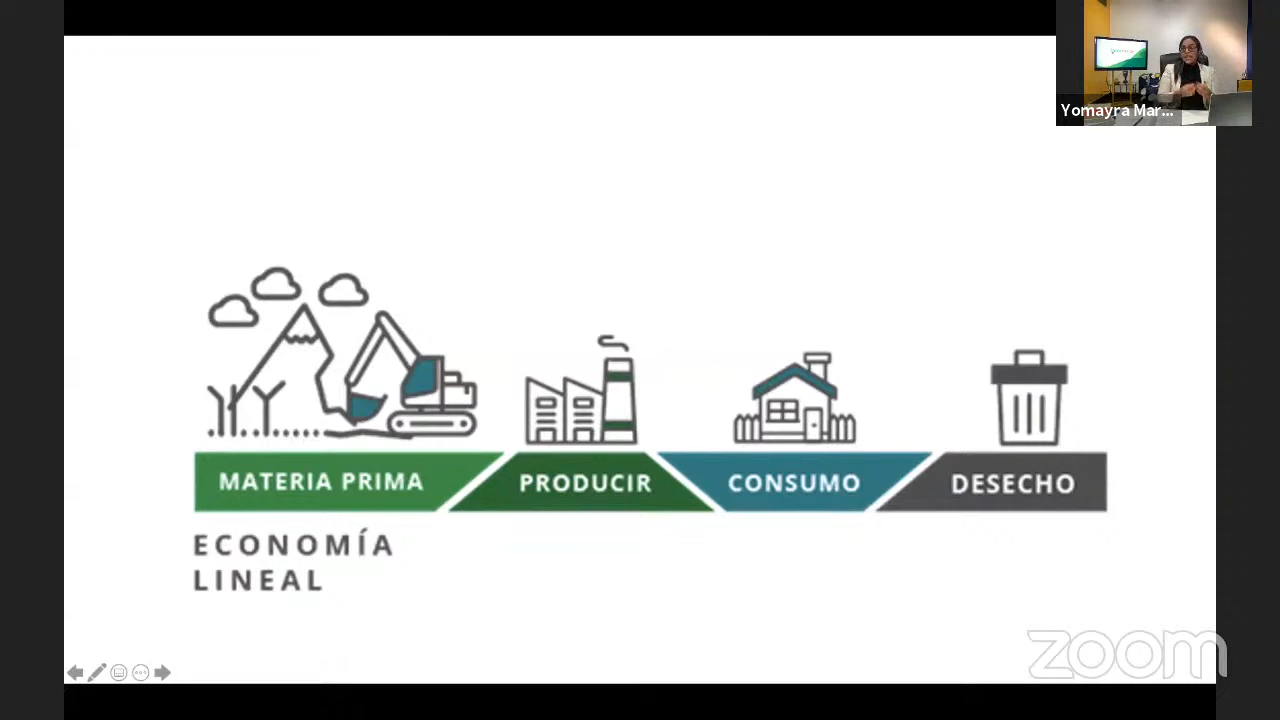 Yomayra Mar...
MATERIA PRIMA
PRODUCIR
CONSUMO
DESECHO
ECONOMÍA
LINEAL
zoom